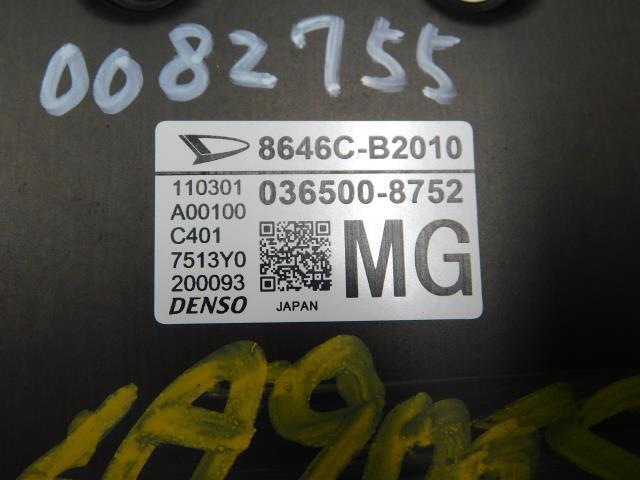 0082755
8646C-B2010
110301 036500-8752
A00100
C401
7513Y0
200093
MG
DENSO JAPAN